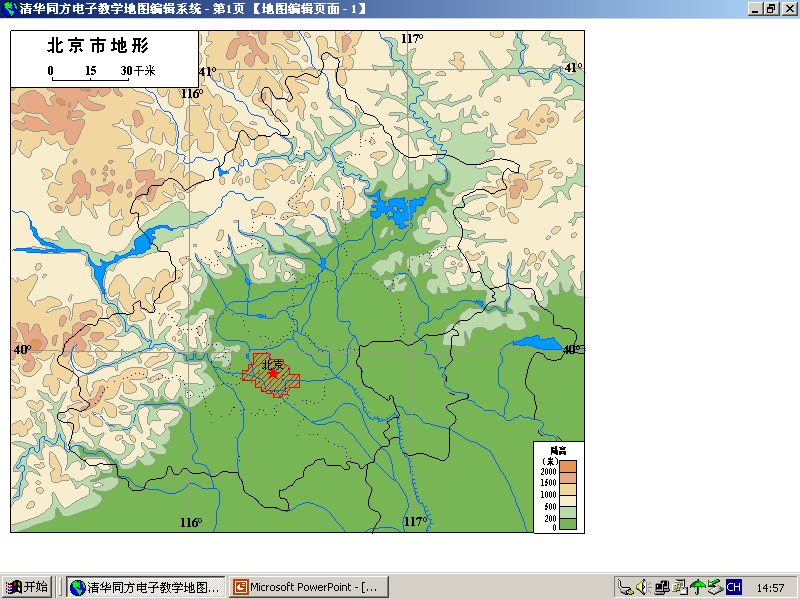 清华同方电子教学地图编辑系统 - 第1页 【地图编辑页面 - 1】
北京市地形
0 15 30千米
117°
41° 41°
116°
40° 40°
北京
陆高
(米)
2000
1500
1000
500
200
0
116° 117°
开始 清华同方电子教学地图... Microsoft PowerPoint - [... CH 14:57